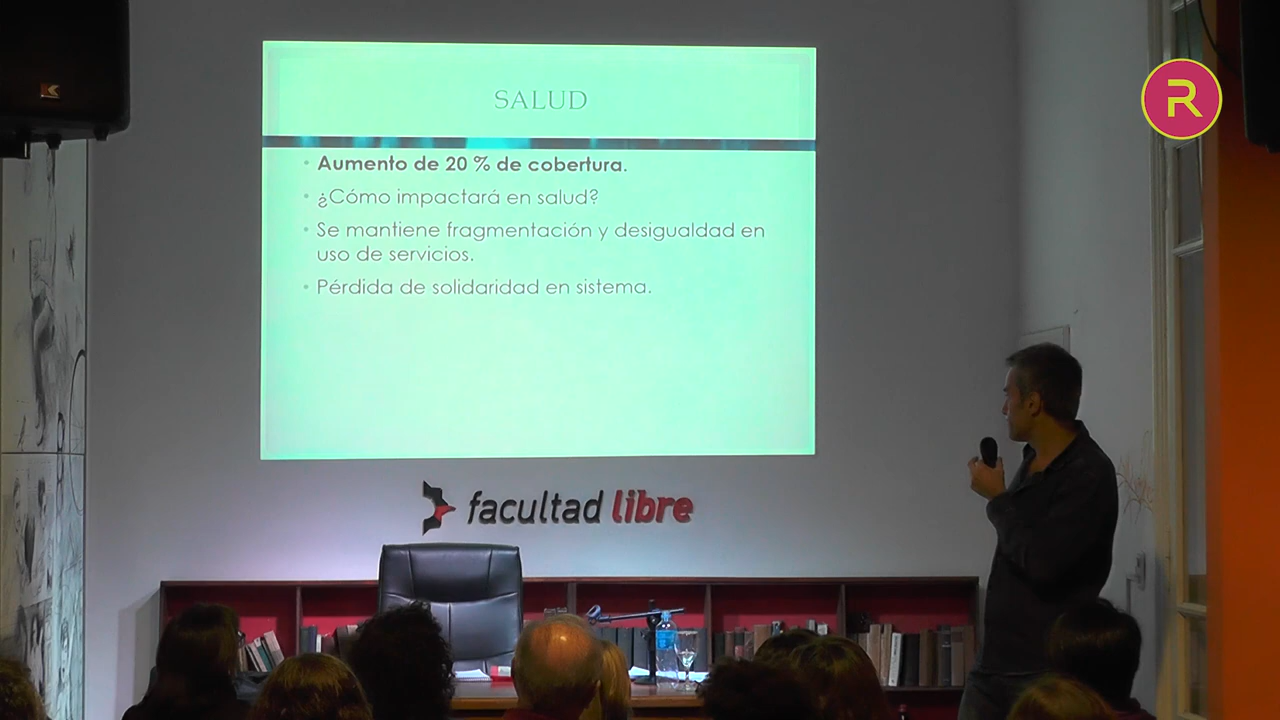 SALUD
Aumento de 20 % de cobertura.
¿Cómo impactará en salud?
Se mantiene fragmentación y desigualdad en
uso de servicios.
Pérdida de solidaridad en sistema.
facultad libre
R